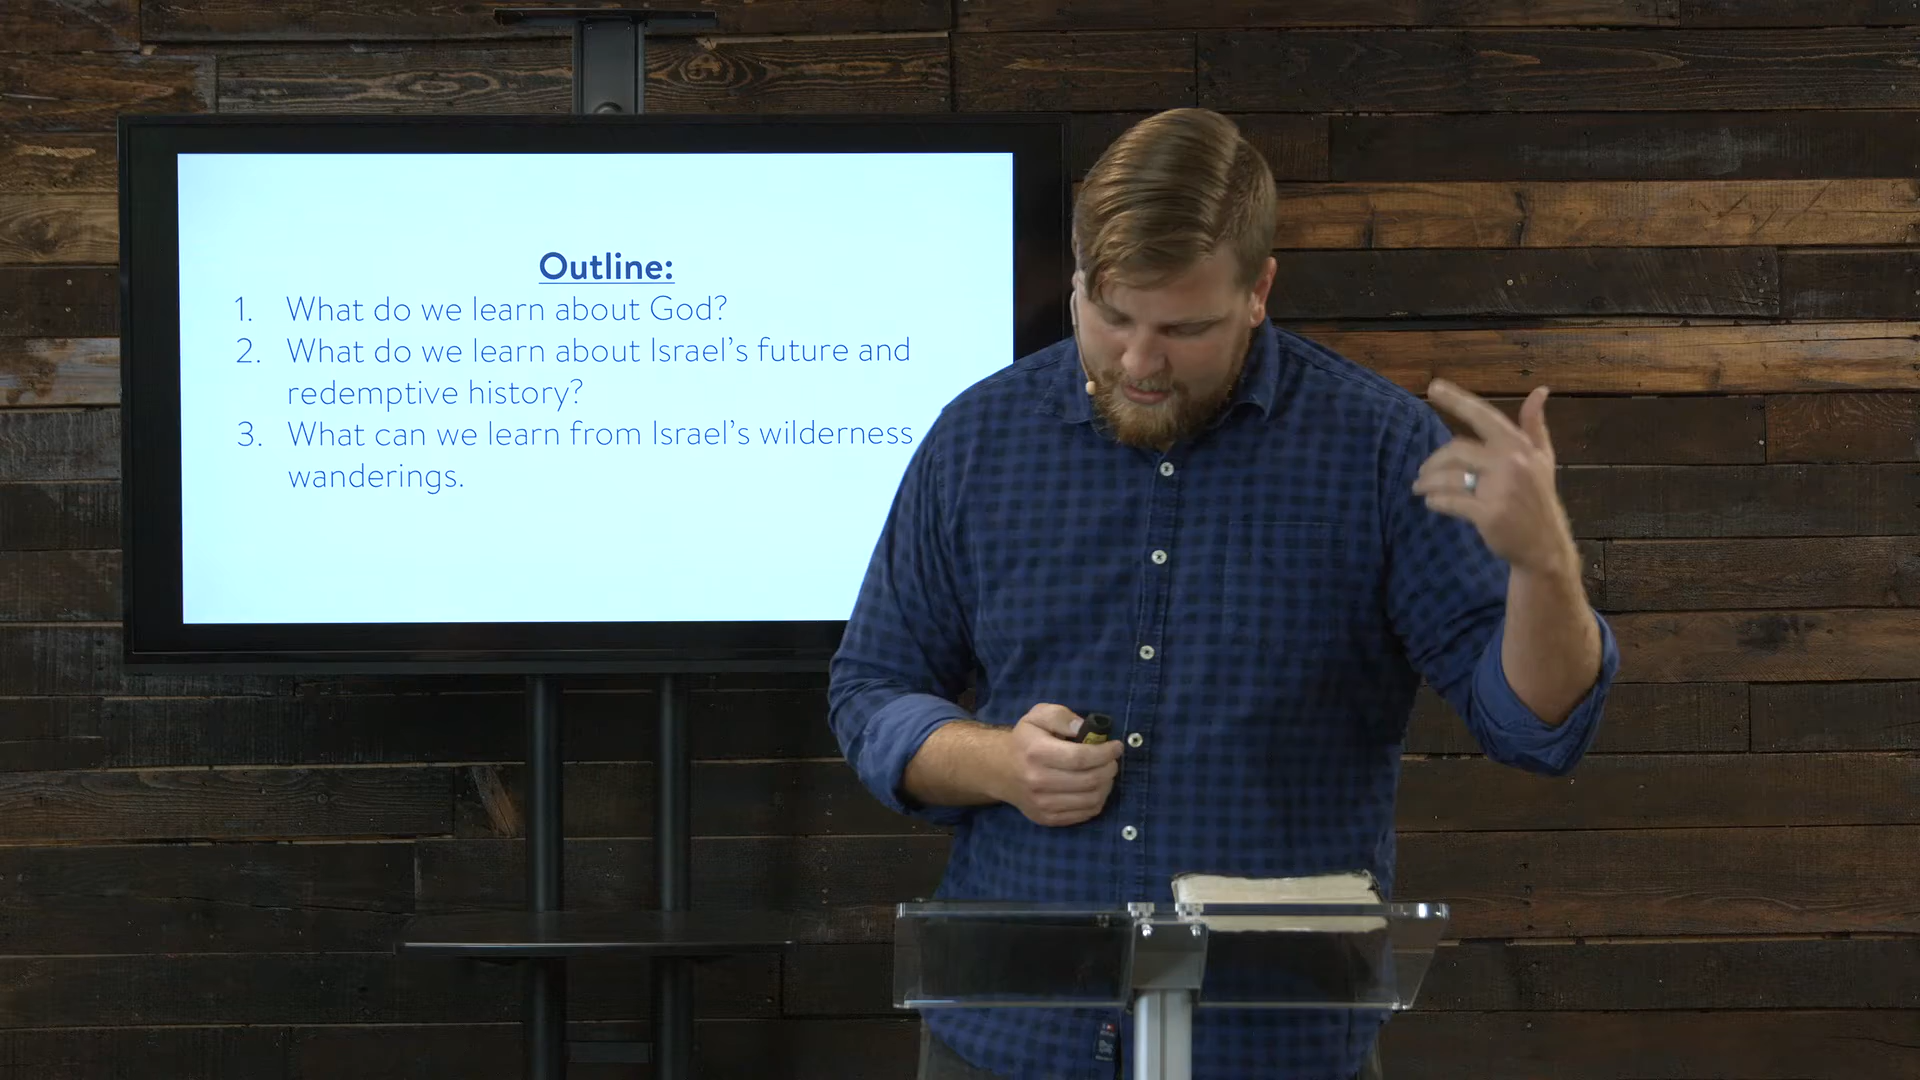 Outline:
1. What do we learn about God?
2. What do we learn about Israel's future and
redemptive history?
3. What can we learn from Israel's wilderness
wanderings.